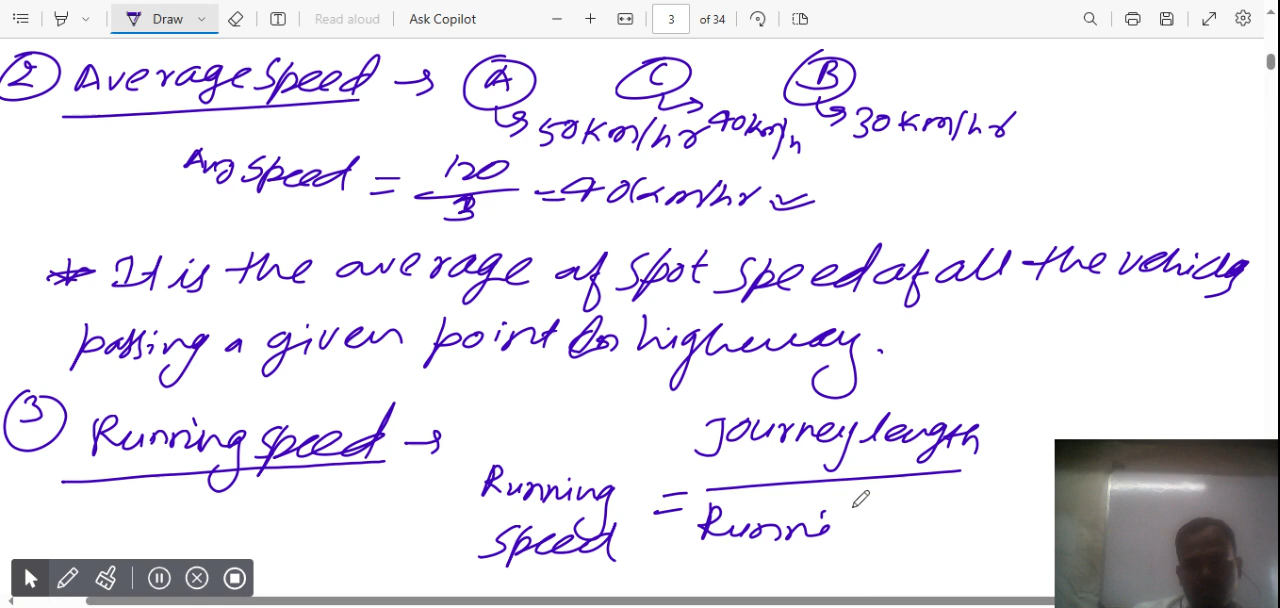 Draw
Read aloud
Ask Copilot
3 of 34
2 Average Speed → A C B
50Km/hr 40Km/h 30Km/hr
Avg Speed = 120/3 = 40Km/hr
* It is the average of Spot Speed of all the vehicles
passing a given point on highway.
3 Running Speed →
Journey length
Running Speed = Runni